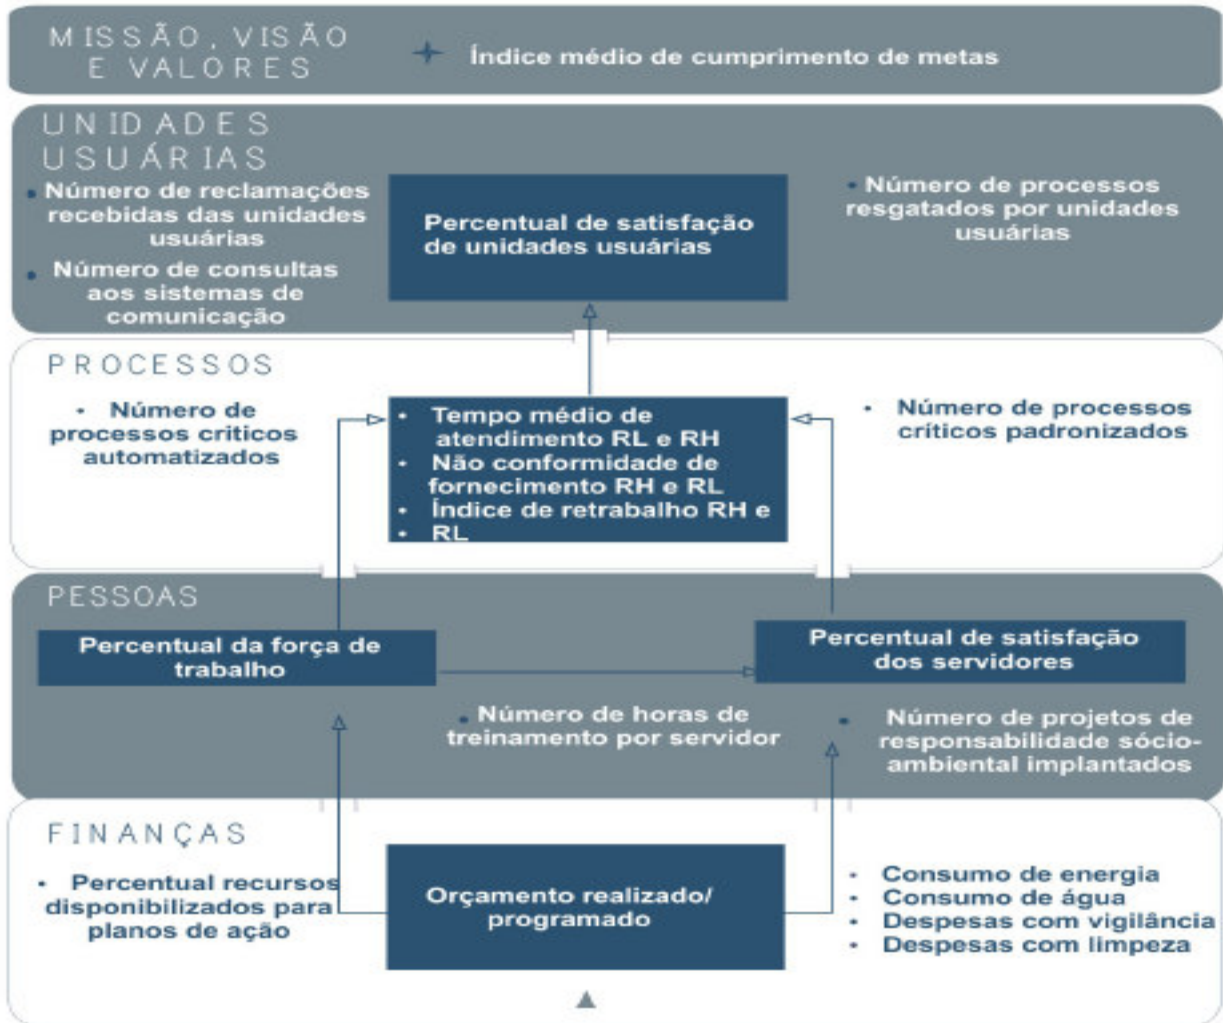 MISSÃO, VISÃO
E VALORES
Índice médio de cumprimento de metas
UNIDADES
USUÁRIAS
• Número de reclamações
recebidas das unidades
usuárias
• Número de consultas
aos sistemas de
comunicação
Percentual de satisfação
de unidades usuárias
• Número de processos
resgatados por unidades
usuárias
PROCESSOS
• Número de
processos criticos
automatizados
• Tempo médio de
atendimento RL e RH
• Não conformidade de
fornecimento RH e RL
• Índice de retrabalho RH e
• RL
• Número de processos
críticos padronizados
PESSOAS
Percentual da força de
trabalho
Percentual de satisfação
dos servidores
• Número de horas de
treinamento por servidor
• Número de projetos de
responsabilidade sócio-
ambiental implantados
FINANÇAS
• Percentual recursos
disponibilizados para
planos de ação
Orçamento realizado/
programado
• Consumo de energia
• Consumo de água
• Despesas com vigilância
• Despesas com limpeza